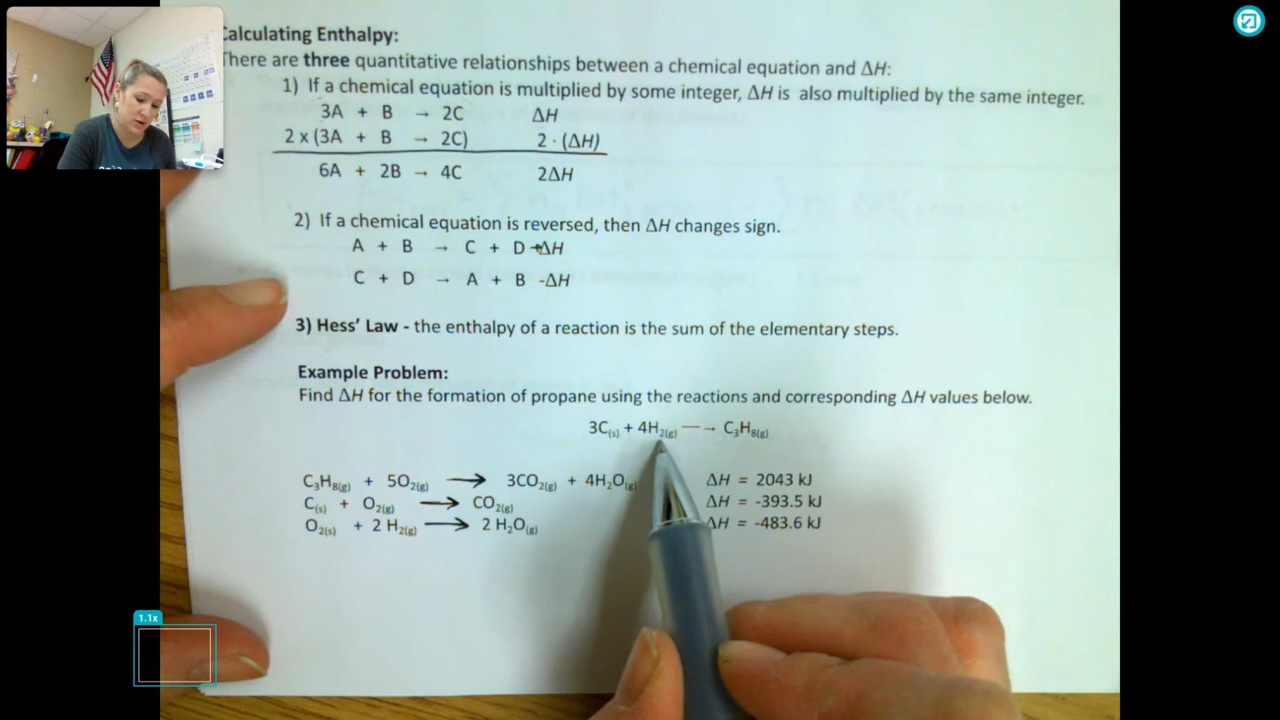 Calculating Enthalpy:
There are three quantitative relationships between a chemical equation and ΔH:
1) If a chemical equation is multiplied by some integer, ΔH is also multiplied by the same integer.
3A + B → 2C ΔH
2 x (3A + B → 2C) 2 · (ΔH)
6A + 2B → 4C 2ΔH
2) If a chemical equation is reversed, then ΔH changes sign.
A + B → C + D +ΔH
C + D → A + B -ΔH
3) Hess' Law - the enthalpy of a reaction is the sum of the elementary steps.
Example Problem:
Find ΔH for the formation of propane using the reactions and corresponding ΔH values below.
3C(s) + 4H2(g) → C3H8(g)
C3H8(g) + 5O2(g) → 3CO2(g) + 4H2O(g) ΔH = 2043 kJ
C(s) + O2(g) → CO2(g) ΔH = -393.5 kJ
O2(s) + 2 H2(g) → 2 H2O(g) ΔH = -483.6 kJ
1.1x